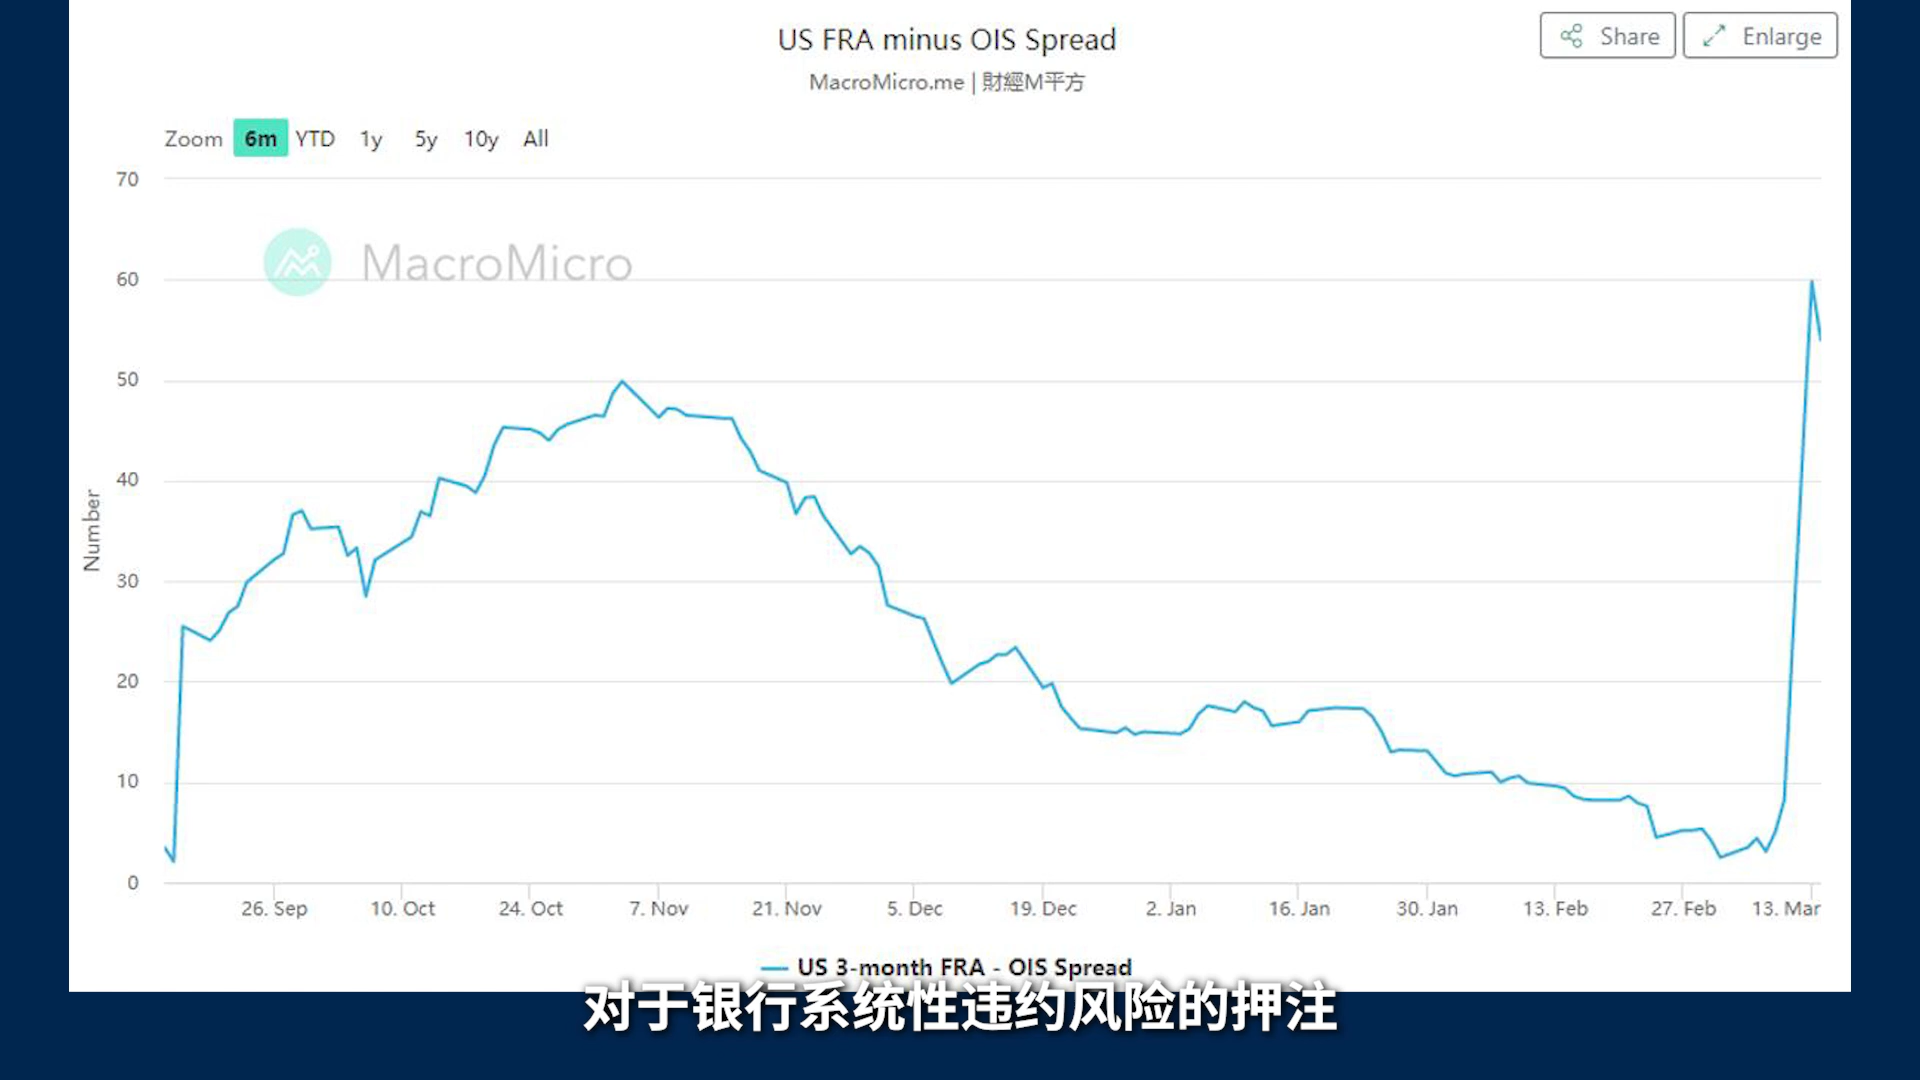 US FRA minus OIS Spread
MacroMicro.me | 財經M平方
Share
Enlarge
Zoom 6m YTD 1y 5y 10y All
70
60
50
40
30
20
10
0
Number
MacroMicro
26. Sep 10. Oct 24. Oct 7. Nov 21. Nov 5. Dec 19. Dec 2. Jan 16. Jan 30. Jan 13. Feb 27. Feb 13. Mar
US 3-month FRA - OIS Spread
对于银行系统性违约风险的押注